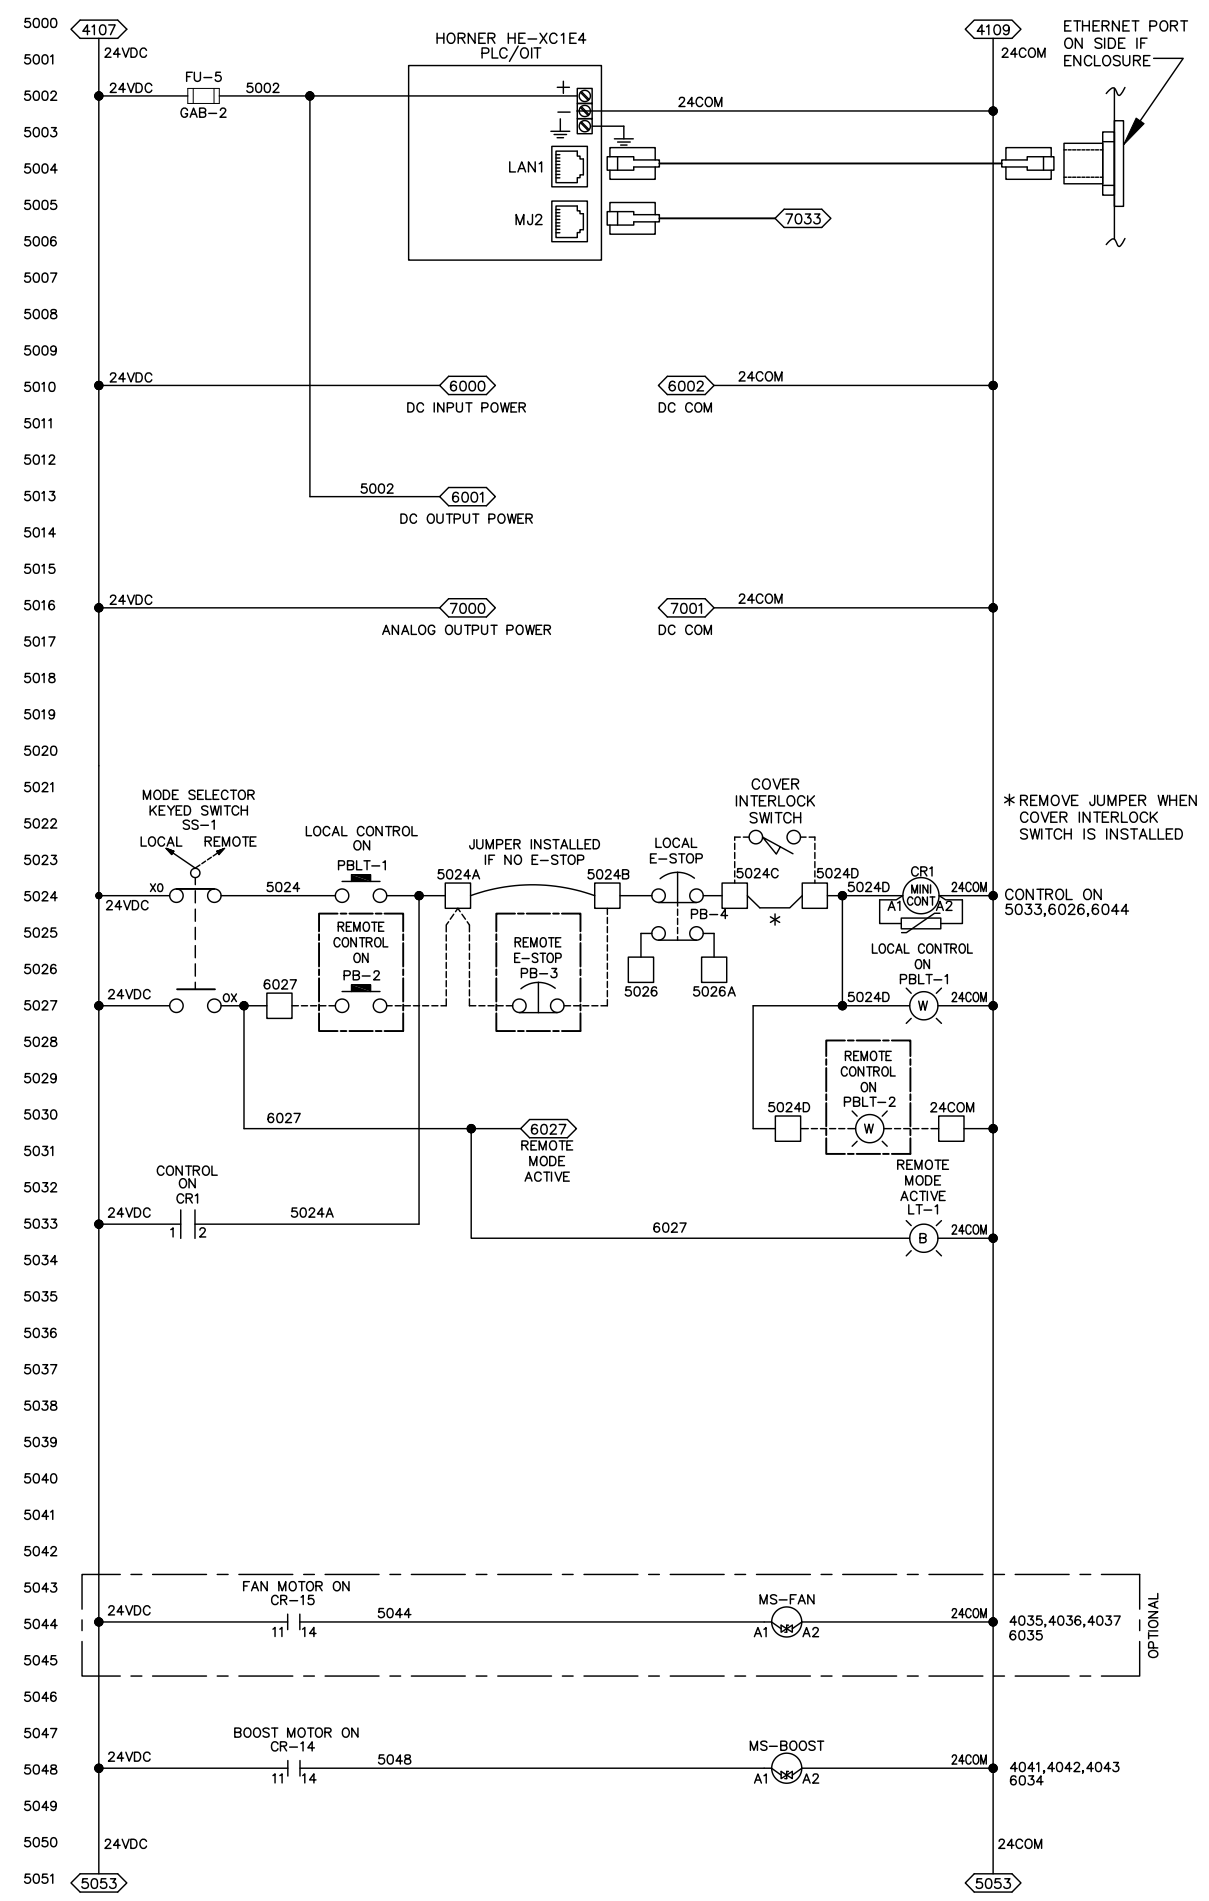 5000
4107
4109
ETHERNET PORT
ON SIDE IF
ENCLOSURE
HORNER HE-XC1E4
PLC/OIT
5001
24VDC
24COM
FU-5
5002
24VDC
5002
GAB-2
+
−
24COM
5003
5004
LAN1
5005
MJ2
7033
5006
5007
5008
5009
5010
24VDC
6000
DC INPUT POWER
6002
DC COM
24COM
5011
5012
5013
5002
6001
DC OUTPUT POWER
5014
5015
5016
24VDC
7000
ANALOG OUTPUT POWER
7001
DC COM
24COM
5017
5018
5019
5020
5021
MODE SELECTOR
KEYED SWITCH
SS-1
LOCAL
REMOTE
COVER
INTERLOCK
SWITCH
* REMOVE JUMPER WHEN
COVER INTERLOCK
SWITCH IS INSTALLED
5022
LOCAL CONTROL
ON
PBLT-1
JUMPER INSTALLED
IF NO E-STOP
LOCAL
E-STOP
5023
5024
XO
24VDC
5024
5024A
5024B
PB-4
5024C
*
5024D
5024D
CR1
MINI
CONT.
A1
A2
24COM
CONTROL ON
5033,6026,6044
5025
REMOTE
CONTROL
ON
PB-2
REMOTE
E-STOP
PB-3
5026
5026
5026A
LOCAL CONTROL
ON
PBLT-1
5027
24VDC
OX
6027
5024D
W
24COM
5028
5029
REMOTE
CONTROL
ON
PBLT-2
5030
6027
6027
REMOTE
MODE
ACTIVE
5024D
W
24COM
5031
5032
CONTROL
ON
CR1
REMOTE
MODE
ACTIVE
LT-1
5033
24VDC
1
2
5024A
6027
B
24COM
5034
5035
5036
5037
5038
5039
5040
5041
5042
5043
FAN MOTOR ON
CR-15
MS-FAN
5044
24VDC
11
14
5044
A1
A2
24COM
4035,4036,4037
6035
OPTIONAL
5045
5046
5047
BOOST MOTOR ON
CR-14
MS-BOOST
5048
24VDC
11
14
5048
A1
A2
24COM
4041,4042,4043
6034
5049
5050
24VDC
24COM
5051
5053
5053